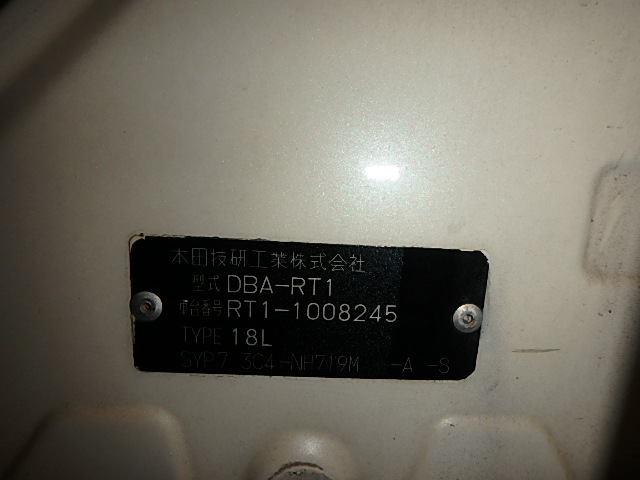 本田技研工業株式会社
型式 DBA-RT1
車台番号 RT1-1008245
TYPE 18L
SYP7 3C4-NH719M -A -S